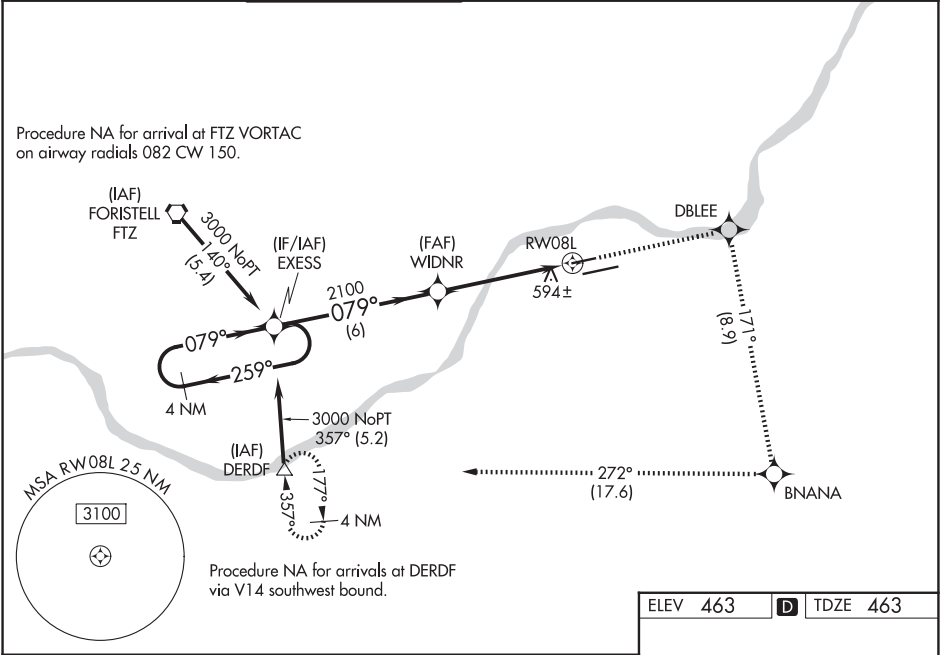 Procedure NA for arrival at FTZ VORTAC
on airway radials 082 CW 150.
(IAF)
FORISTELL
FTZ
3000 NoPT
140°
(5.4)
(IF/IAF)
EXESS
(FAF)
WIDNR
RW08L
DBLEE
594±
2100
079°
(6)
079°
259°
4 NM
171°
(8.9)
3000 NoPT
357° (5.2)
(IAF)
DERDF
177°
357°
4 NM
272°
(17.6)
BNANA
MSA RW08L 25 NM
3100
Procedure NA for arrivals at DERDF
via V14 southwest bound.
ELEV 463 D TDZE 463